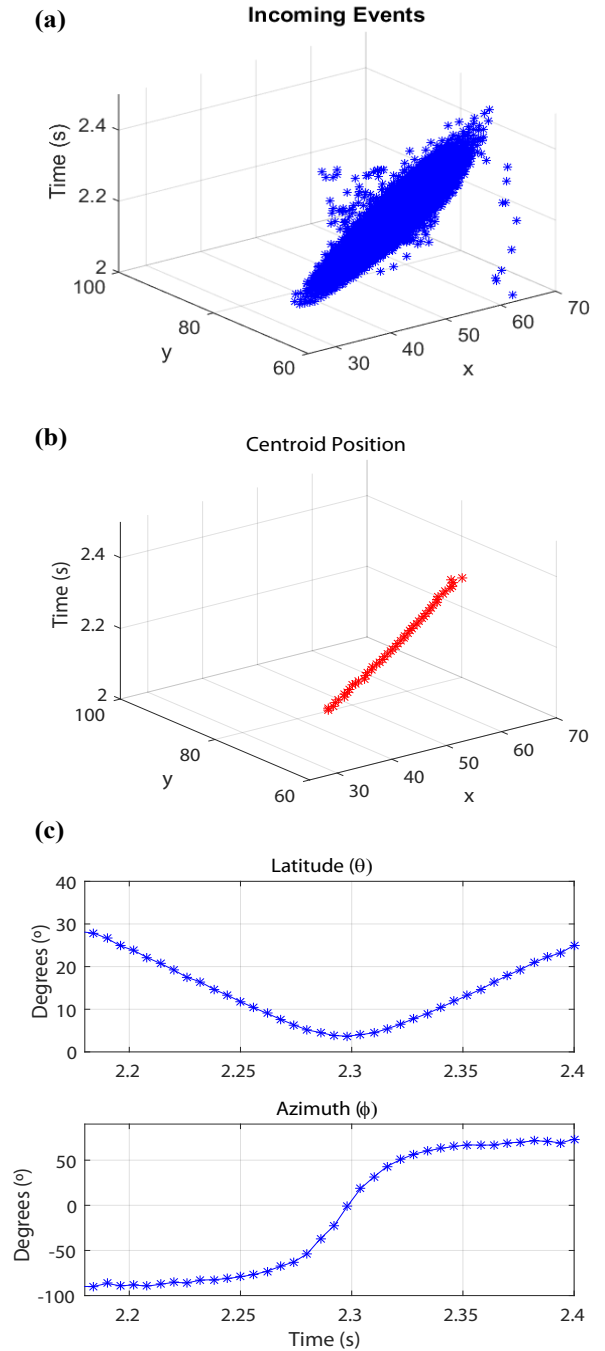 (a)
Incoming Events
Time (s)
2.4
2.2
2
100
80
60
y
30
40
50
60
70
x
(b)
Centroid Position
Time (s)
2.4
2.2
2
100
80
60
y
30
40
50
60
70
x
(c)
Latitude (θ)
Degrees (º)
40
30
20
10
0
2.2
2.25
2.3
2.35
2.4
Azimuth (ϕ)
Degrees (º)
50
0
-50
-100
2.2
2.25
2.3
2.35
2.4
Time (s)